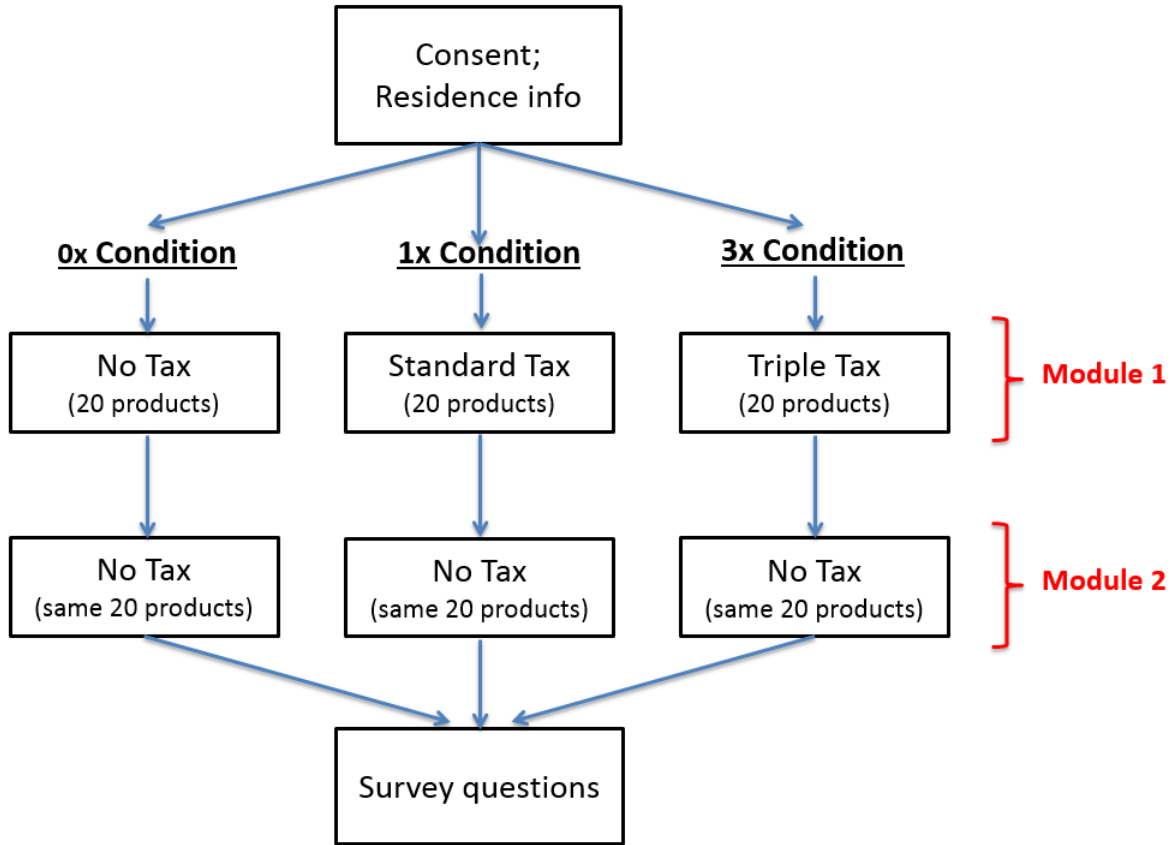 Consent;
Residence info
0x Condition
1x Condition
3x Condition
No Tax
(20 products)
Standard Tax
(20 products)
Triple Tax
(20 products)
Module 1
No Tax
(same 20 products)
No Tax
(same 20 products)
No Tax
(same 20 products)
Module 2
Survey questions